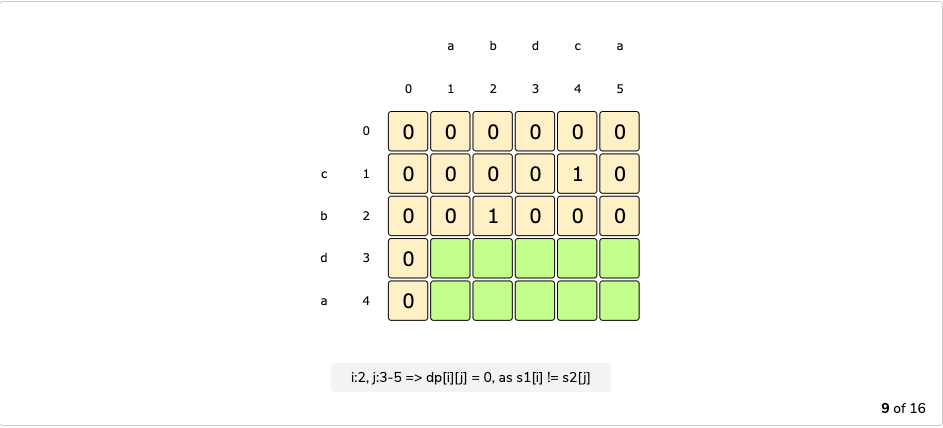 a b d c a
0 1 2 3 4 5
0 0 0 0 0 0 0
c 1 0 0 0 0 1 0
b 2 0 0 1 0 0 0
d 3 0
a 4 0
i:2, j:3-5 => dp[i][j] = 0, as s1[i] != s2[j]
9 of 16